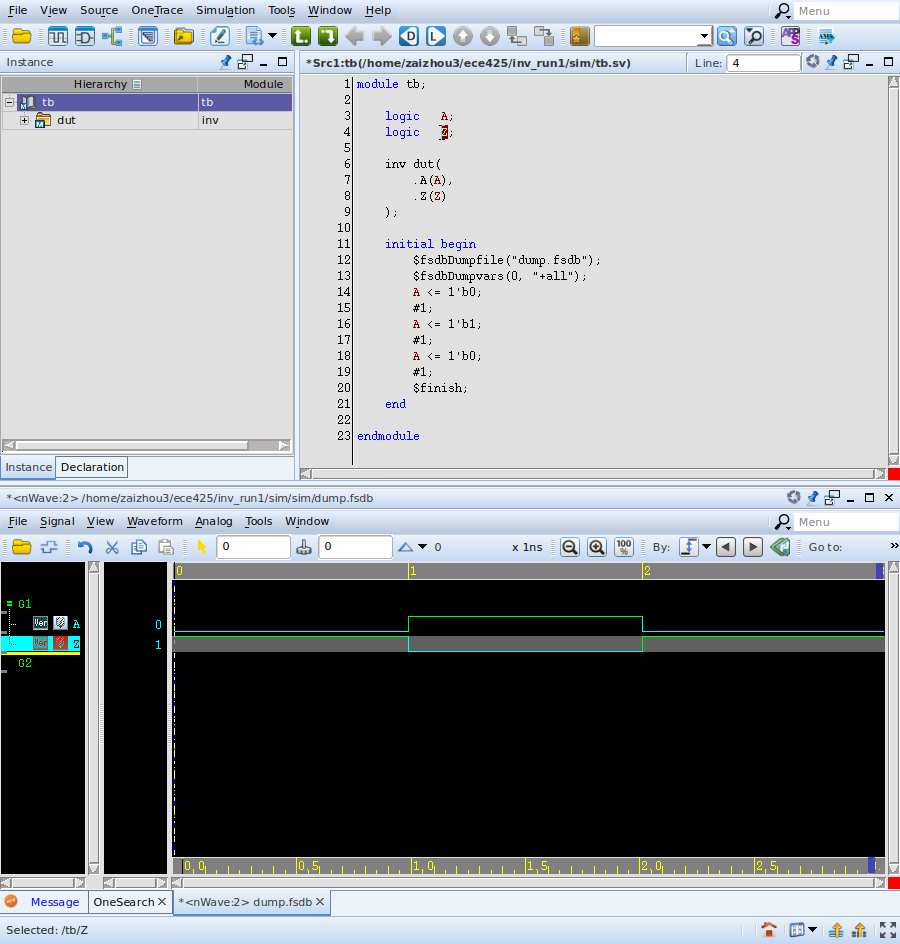 File View Source OneTrace Simulation Tools Window Help Menu
Instance
*Src1:tb(/home/zaizhou3/ece425/inv_run1/sim/tb.sv) Line: 4
Hierarchy Module
tb tb
dut inv
1 module tb;
2
3 logic A;
4 logic Z;
5
6 inv dut(
7 .A(A),
8 .Z(Z)
9 );
10
11 initial begin
12 $fsdbDumpfile("dump.fsdb");
13 $fsdbDumpvars(0, "+all");
14 A <= 1'b0;
15 #1;
16 A <= 1'b1;
17 #1;
18 A <= 1'b0;
19 #1;
20 $finish;
21 end
22
23 endmodule
Instance Declaration
*<nWave:2> /home/zaizhou3/ece425/inv_run1/sim/sim/dump.fsdb
File Signal View Waveform Analog Tools Window Menu
0 0 0 x 1ns 100 % By: Go to: »
0 1 2
G1
Var A 0
Var Z 1
G2
0.0 0.5 1.0 1.5 2.0 2.5
Message OneSearch *<nWave:2> dump.fsdb
Selected: /tb/Z